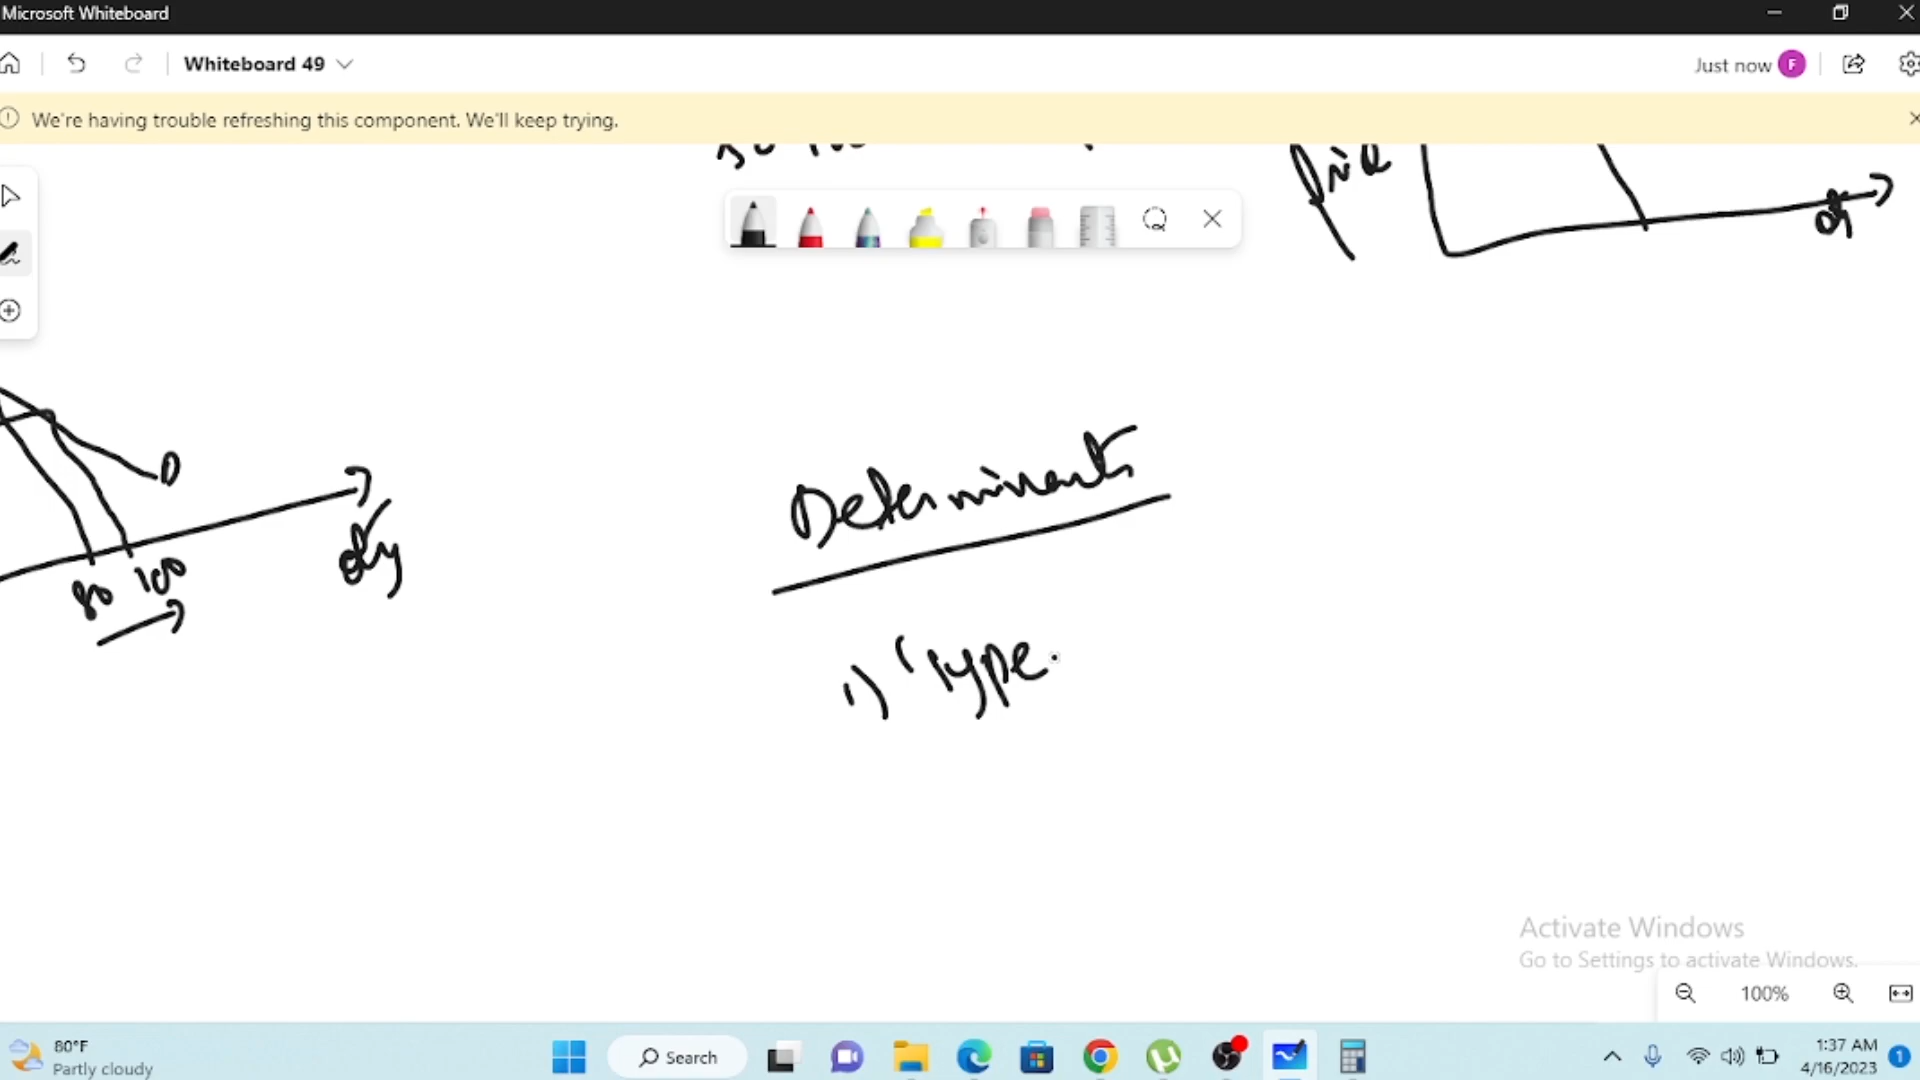 Microsoft Whiteboard
Whiteboard 49
Just now F
We're having trouble refreshing this component. We'll keep trying.
Price
D
80 100
Determinants
1) Type
Activate Windows
Go to Settings to activate Windows.
100%
80°F
Partly cloudy
Search
1:37 AM
4/16/2023
1